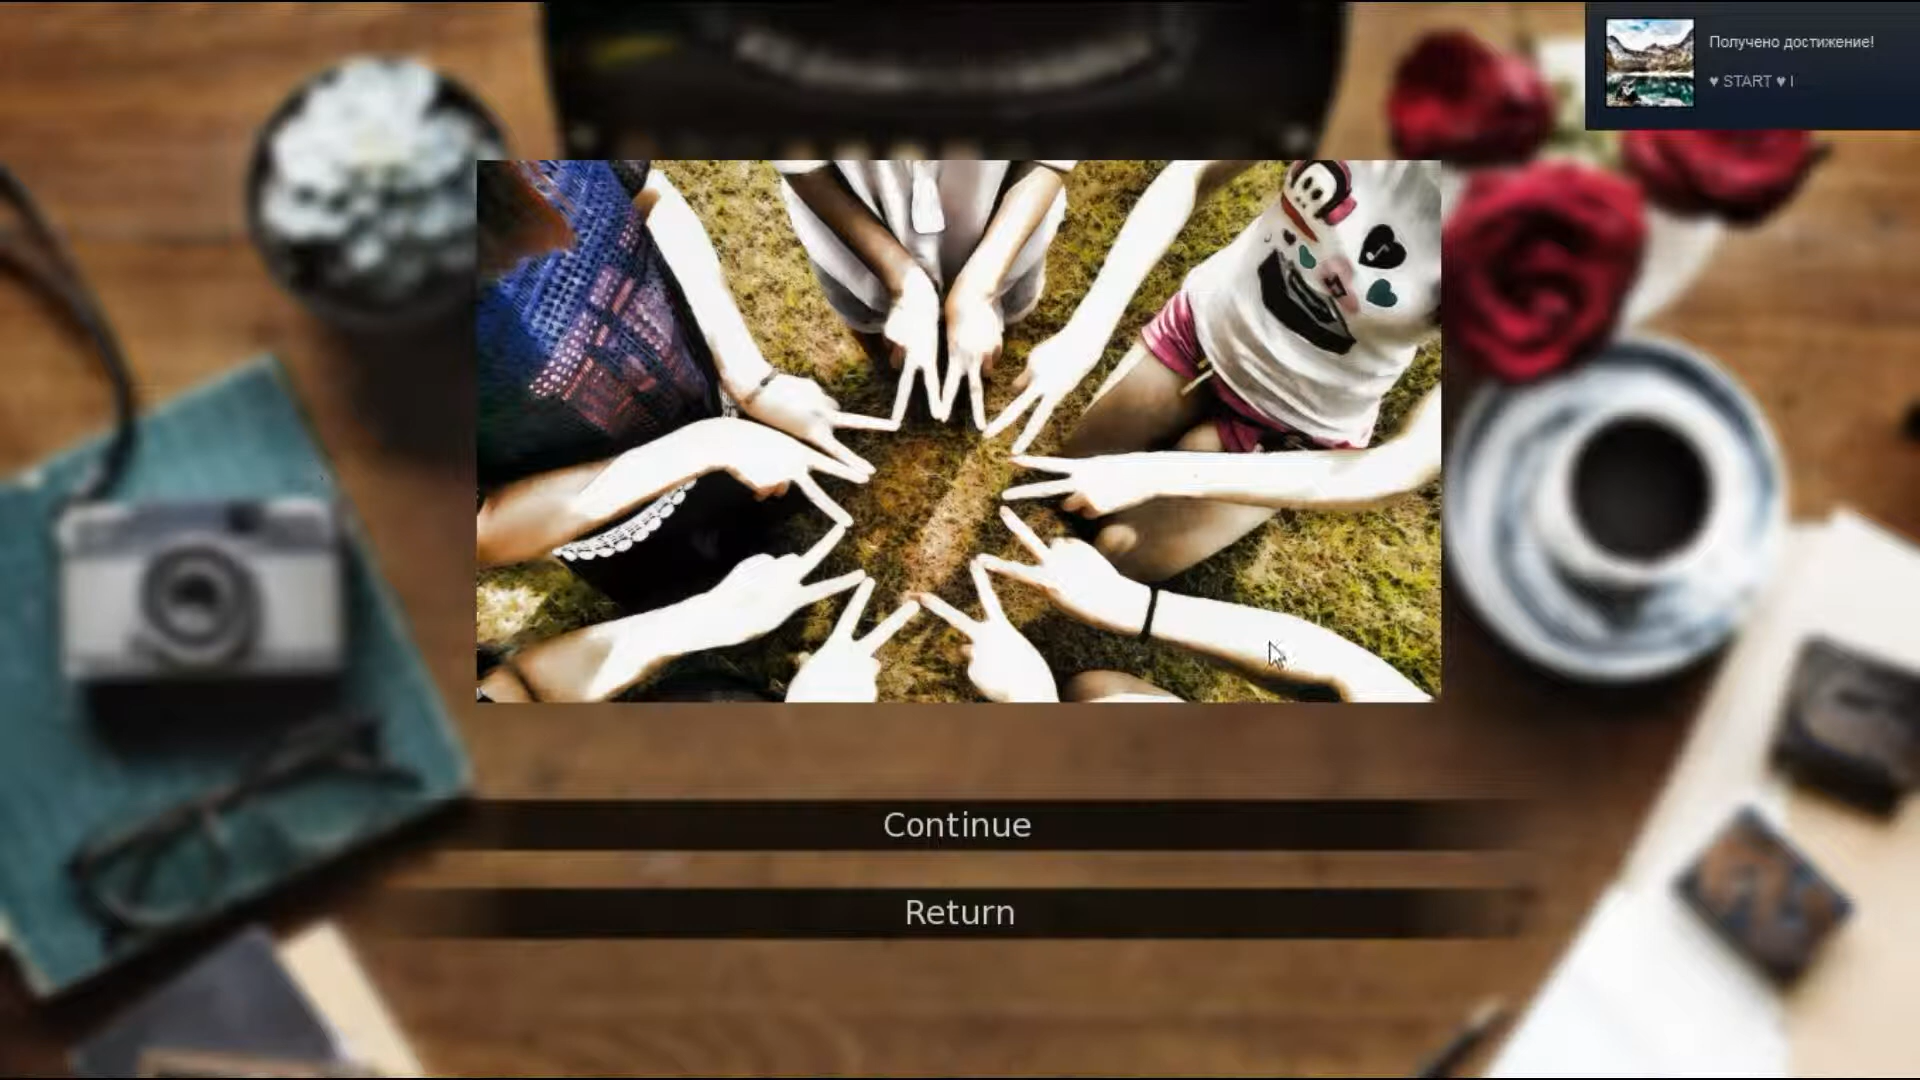 Получено достижение!
♥ START ♥ I
Continue
Return